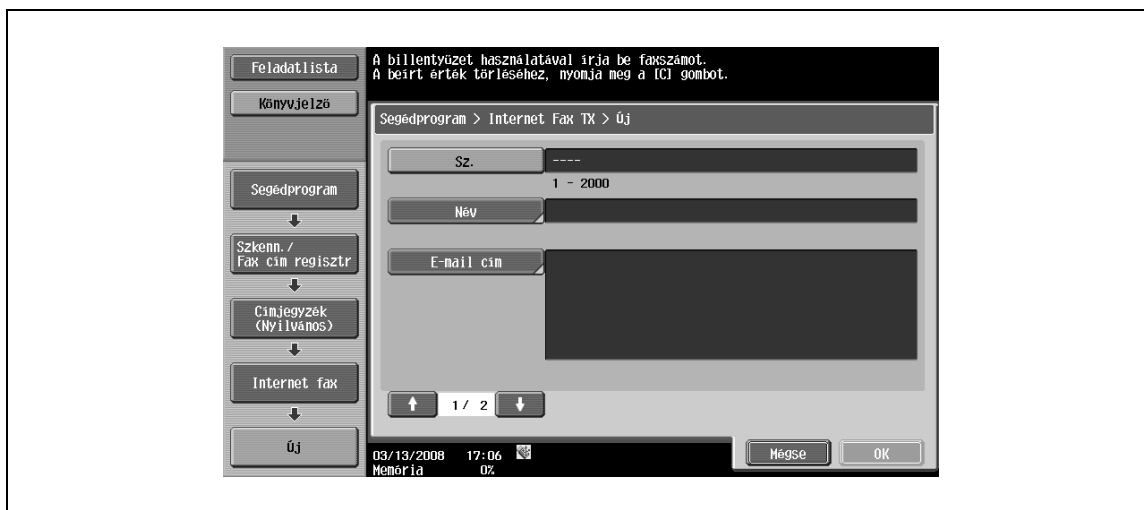 Feladatlista
Könyvjelző
Segédprogram
Szkenn./
Fax cím regisztr
Címjegyzék
(Nyilvános)
Internet fax
Új
A billentyűzet használatával írja be faxszámot.
A beírt érték törléséhez, nyomja meg a [C] gombot.
Segédprogram > Internet Fax TX > Új
Sz.
----
1 - 2000
Név
E-mail cím
1/ 2
03/13/2008 17:06
Memória 0%
Mégse
OK